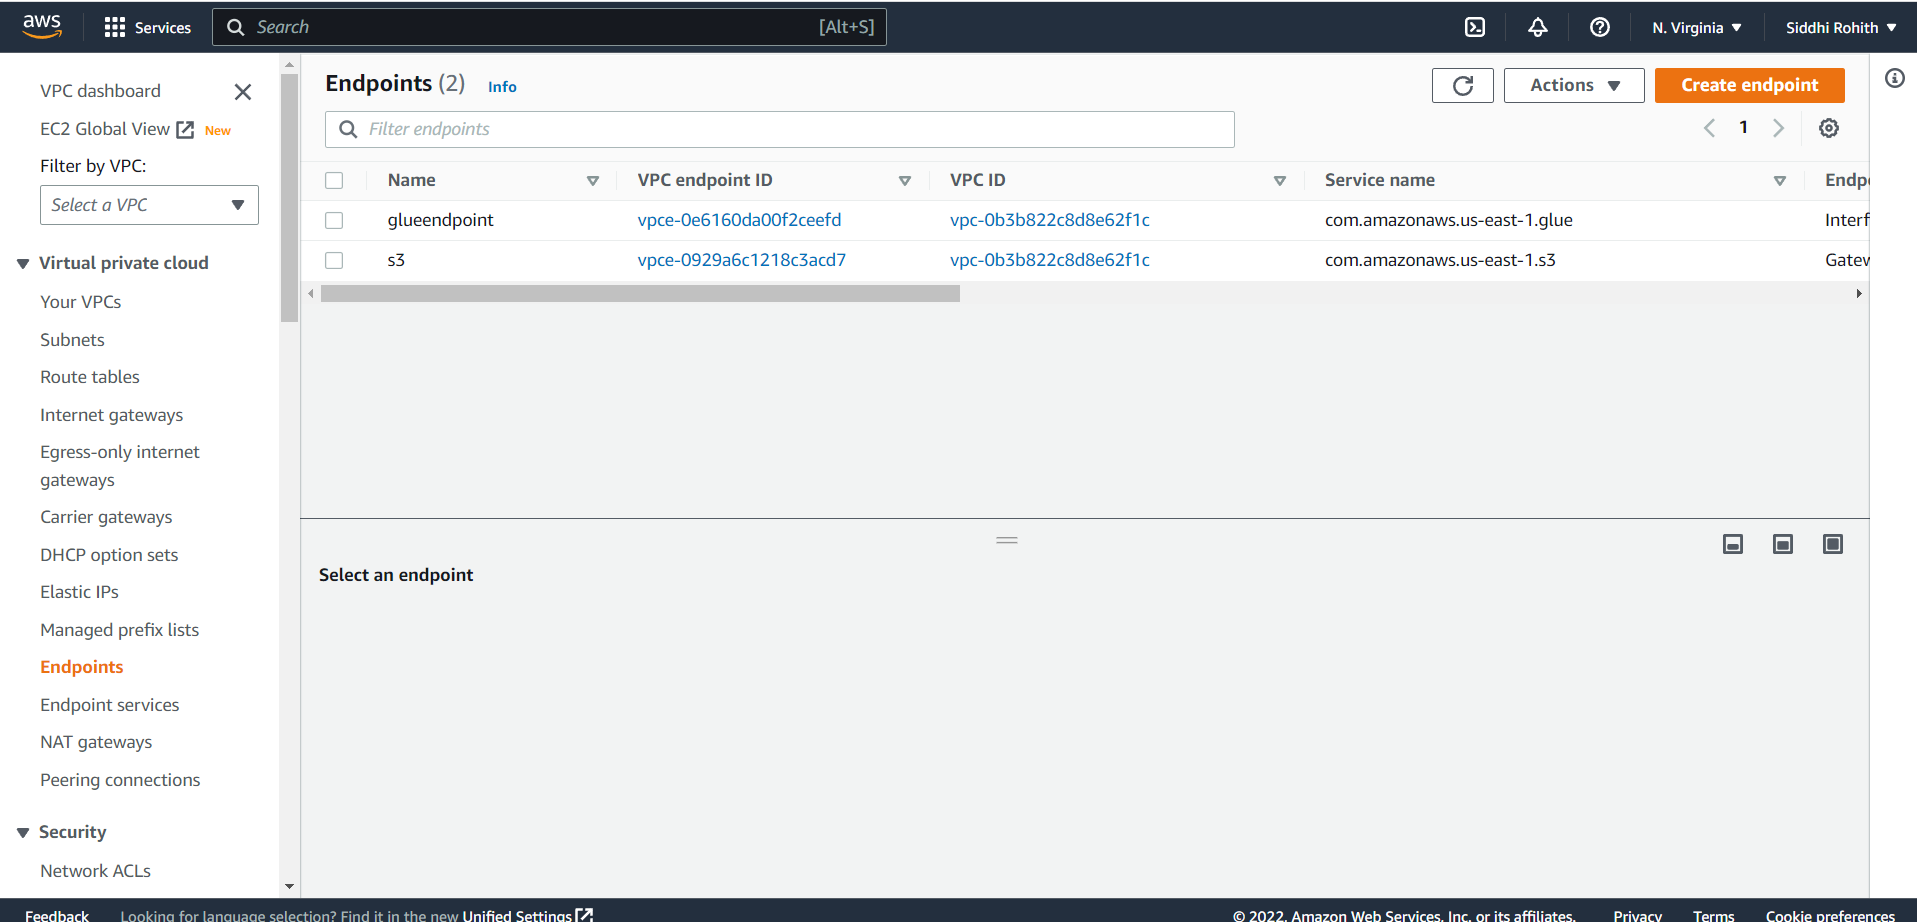 aws
Services
Search [Alt+S]
N. Virginia
Siddhi Rohith
VPC dashboard
EC2 Global View New
Filter by VPC:
Select a VPC
Virtual private cloud
Your VPCs
Subnets
Route tables
Internet gateways
Egress-only internet
gateways
Carrier gateways
DHCP option sets
Elastic IPs
Managed prefix lists
Endpoints
Endpoint services
NAT gateways
Peering connections
Security
Network ACLs
Endpoints (2) Info
Actions
Create endpoint
Filter endpoints
1
Name VPC endpoint ID VPC ID Service name Endp
glueendpoint vpce-0e6160da00f2ceefd vpc-0b3b822c8d8e62f1c com.amazonaws.us-east-1.glue Interf
s3 vpce-0929a6c1218c3acd7 vpc-0b3b822c8d8e62f1c com.amazonaws.us-east-1.s3 Gatew
Select an endpoint
Feedback Looking for language selection? Find it in the new Unified Settings © 2022, Amazon Web Services, Inc. or its affiliates. Privacy Terms Cookie preferences